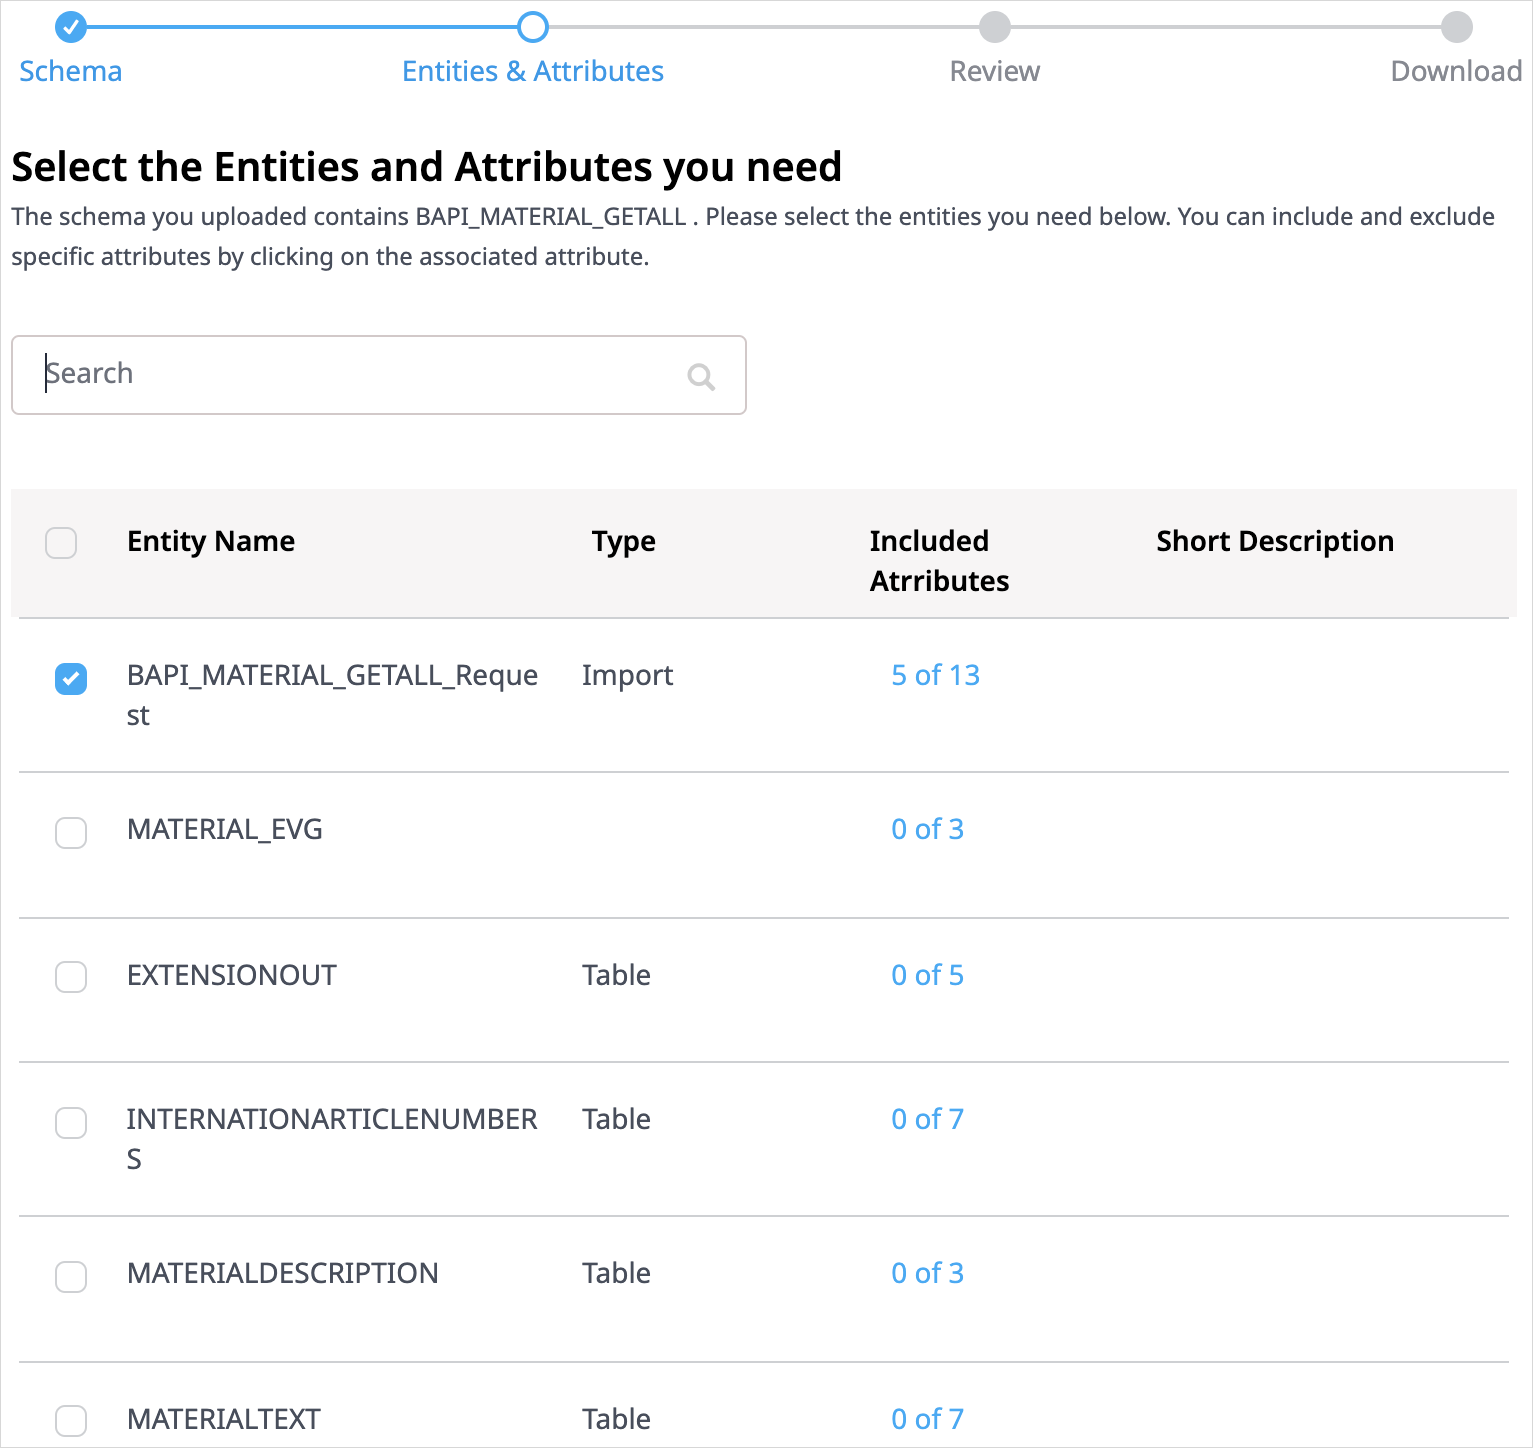 Schema
Entities & Attributes
Review
Download
Select the Entities and Attributes you need
The schema you uploaded contains BAPI_MATERIAL_GETALL . Please select the entities you need below. You can include and exclude
specific attributes by clicking on the associated attribute.
Search
Entity Name
Type
Included
Atrributes
Short Description
BAPI_MATERIAL_GETALL_Reque
st
Import
5 of 13
MATERIAL_EVG
0 of 3
EXTENSIONOUT
Table
0 of 5
INTERNATIONARTICLENUMBER
S
Table
0 of 7
MATERIALDESCRIPTION
Table
0 of 3
MATERIALTEXT
Table
0 of 7